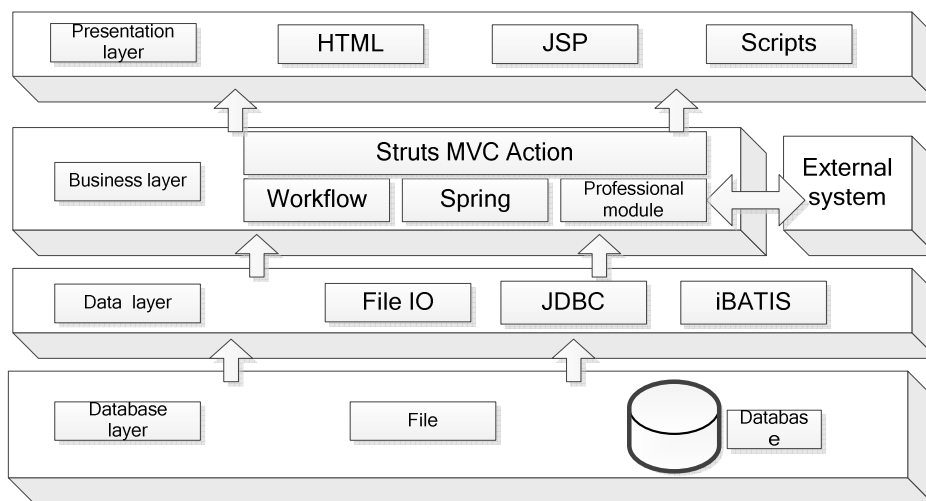 Presentation
layer
HTML
JSP
Scripts
Struts MVC Action
Business layer
Workflow
Spring
Professional
module
External
system
Data layer
File IO
JDBC
iBATIS
Database
layer
File
Databas
e